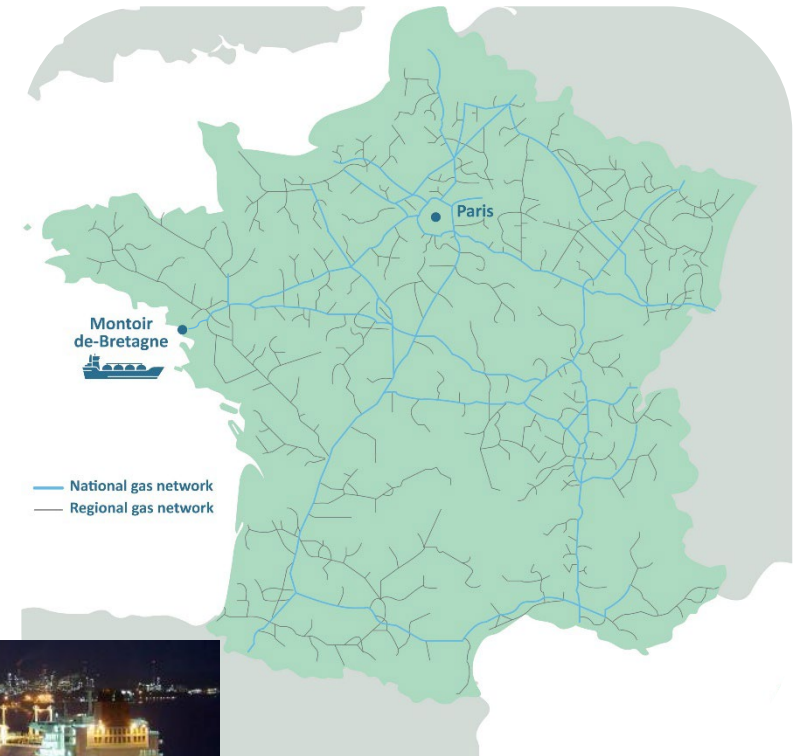 Paris
Montoir
de-Bretagne
National gas network
Regional gas network